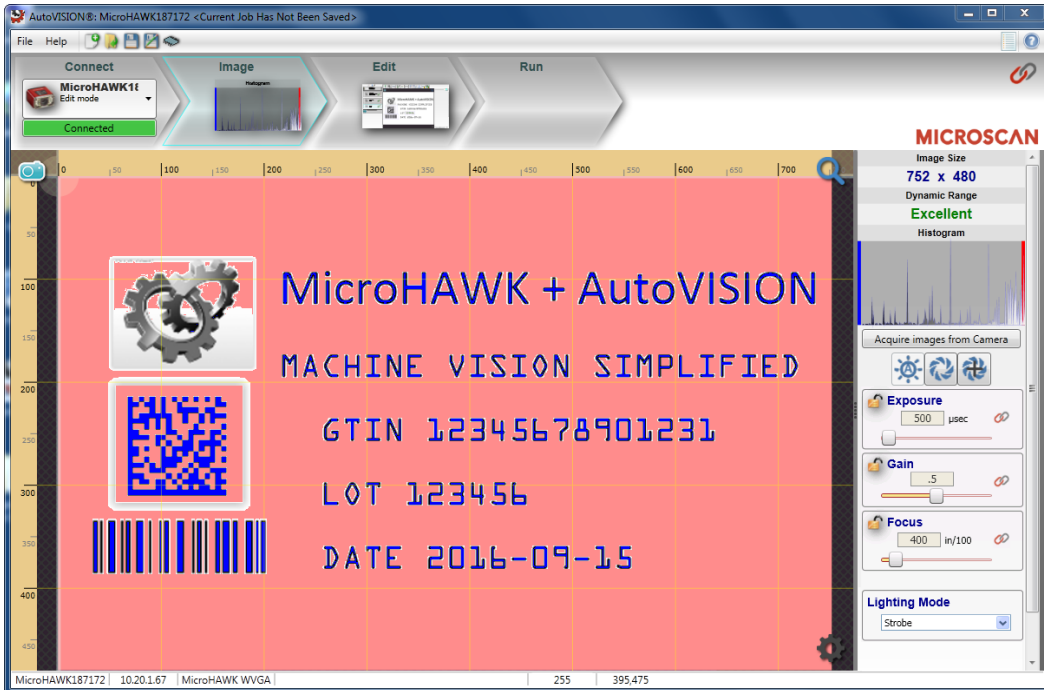 AutoVISION®: MicroHAWK187172 <Current Job Has Not Been Saved>
File Help
Connect Image Edit Run
MicroHAWK18
Edit mode
Connected
Histogram
MICROSCAN
0 50 100 150 200 250 300 350 400 450 500 550 600 650 700
0
50
100
150
200
250
300
350
400
450
MicroHAWK + AutoVISION
MACHINE VISION SIMPLIFIED
GTIN 12345678901231
LOT 123456
DATE 2016-09-15
Image Size
752 x 480
Dynamic Range
Excellent
Histogram
Acquire images from Camera
Exposure
500 µsec
Gain
.5
Focus
400 in/100
Lighting Mode
Strobe
MicroHAWK187172 10.20.1.67 MicroHAWK WVGA 255 395,475